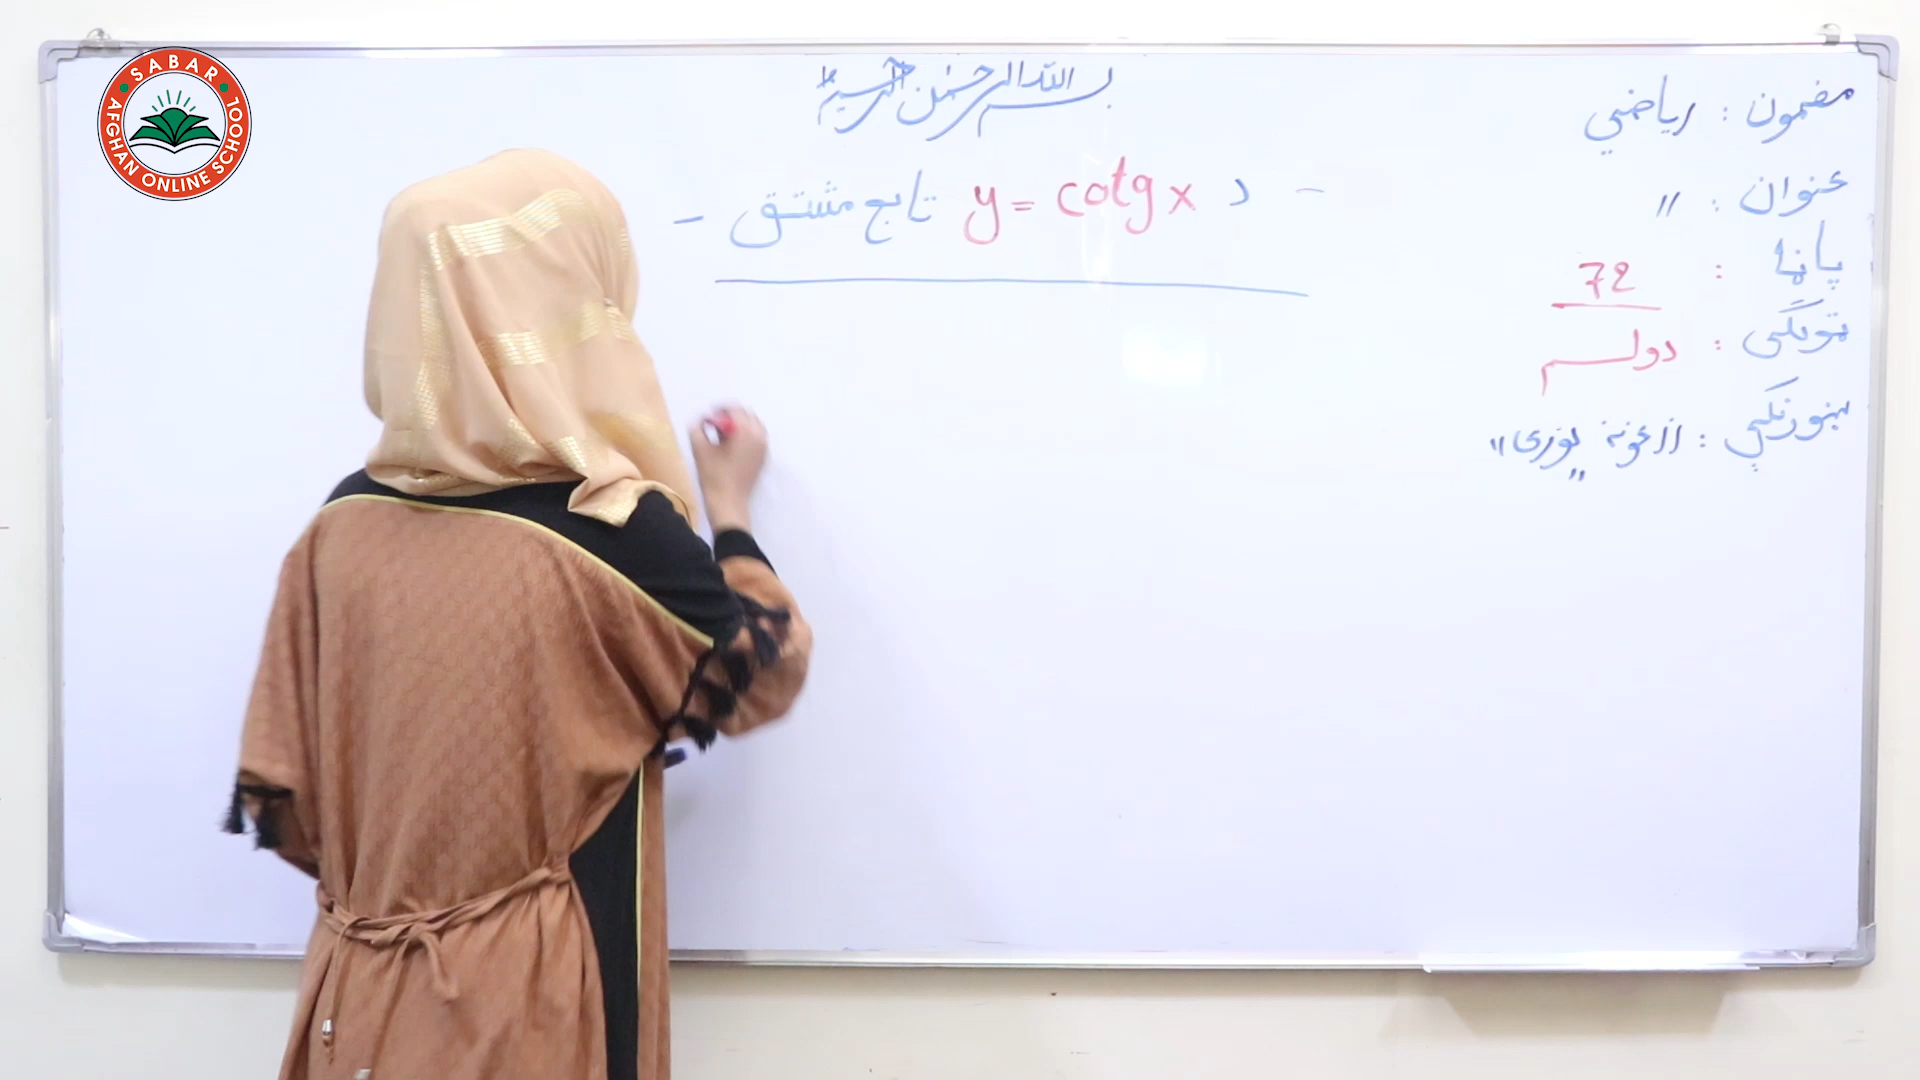 SABAR
AFGHAN ONLINE SCHOOL
بسم الله الرحمن الرحیم
- د y = cotg x تابع مشتق -
مضمون : ریاضي
عنوان : "
پاڼه : 72
ټولګی : دولسم
ښوونکې : ارغونه نوری